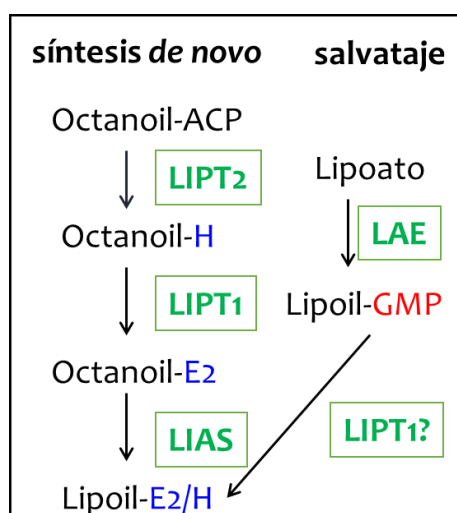 síntesis de novo
Octanoil-ACP
LIPT2
Octanoil-H
LIPT1
Octanoil-E2
LIAS
Lipoil-E2/H
salvataje
Lipoato
LAE
Lipoil-GMP
LIPT1?